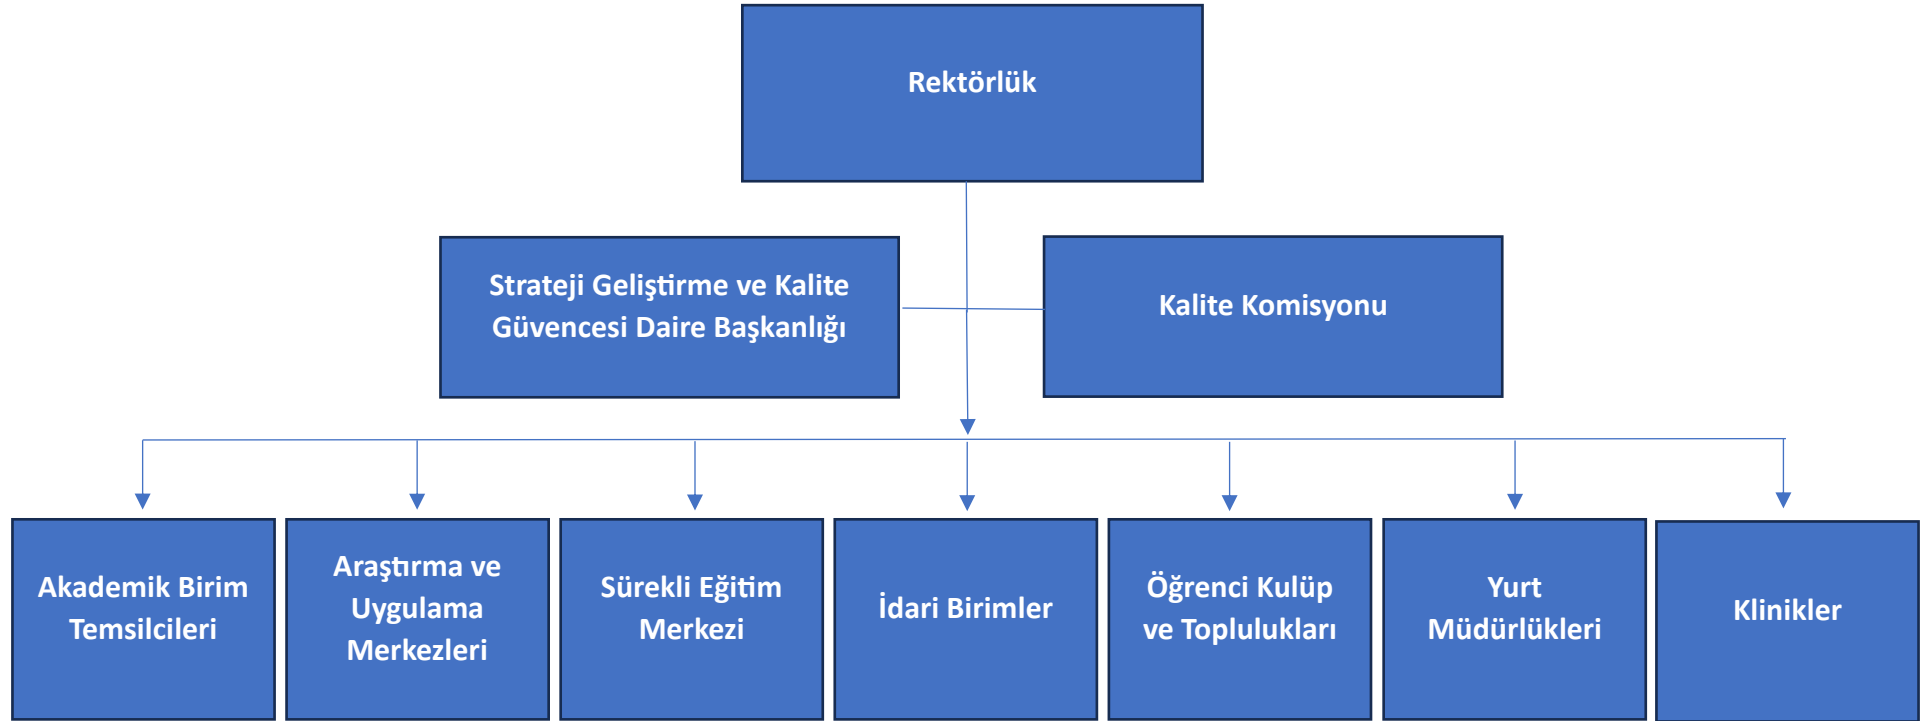 Rektörlük
Strateji Geliştirme ve Kalite
Güvencesi Daire Başkanlığı
Kalite Komisyonu
Akademik Birim
Temsilcileri
Araştırma ve
Uygulama
Merkezleri
Sürekli Eğitim
Merkezi
İdari Birimler
Öğrenci Kulüp
ve Toplulukları
Yurt
Müdürlükleri
Klinikler